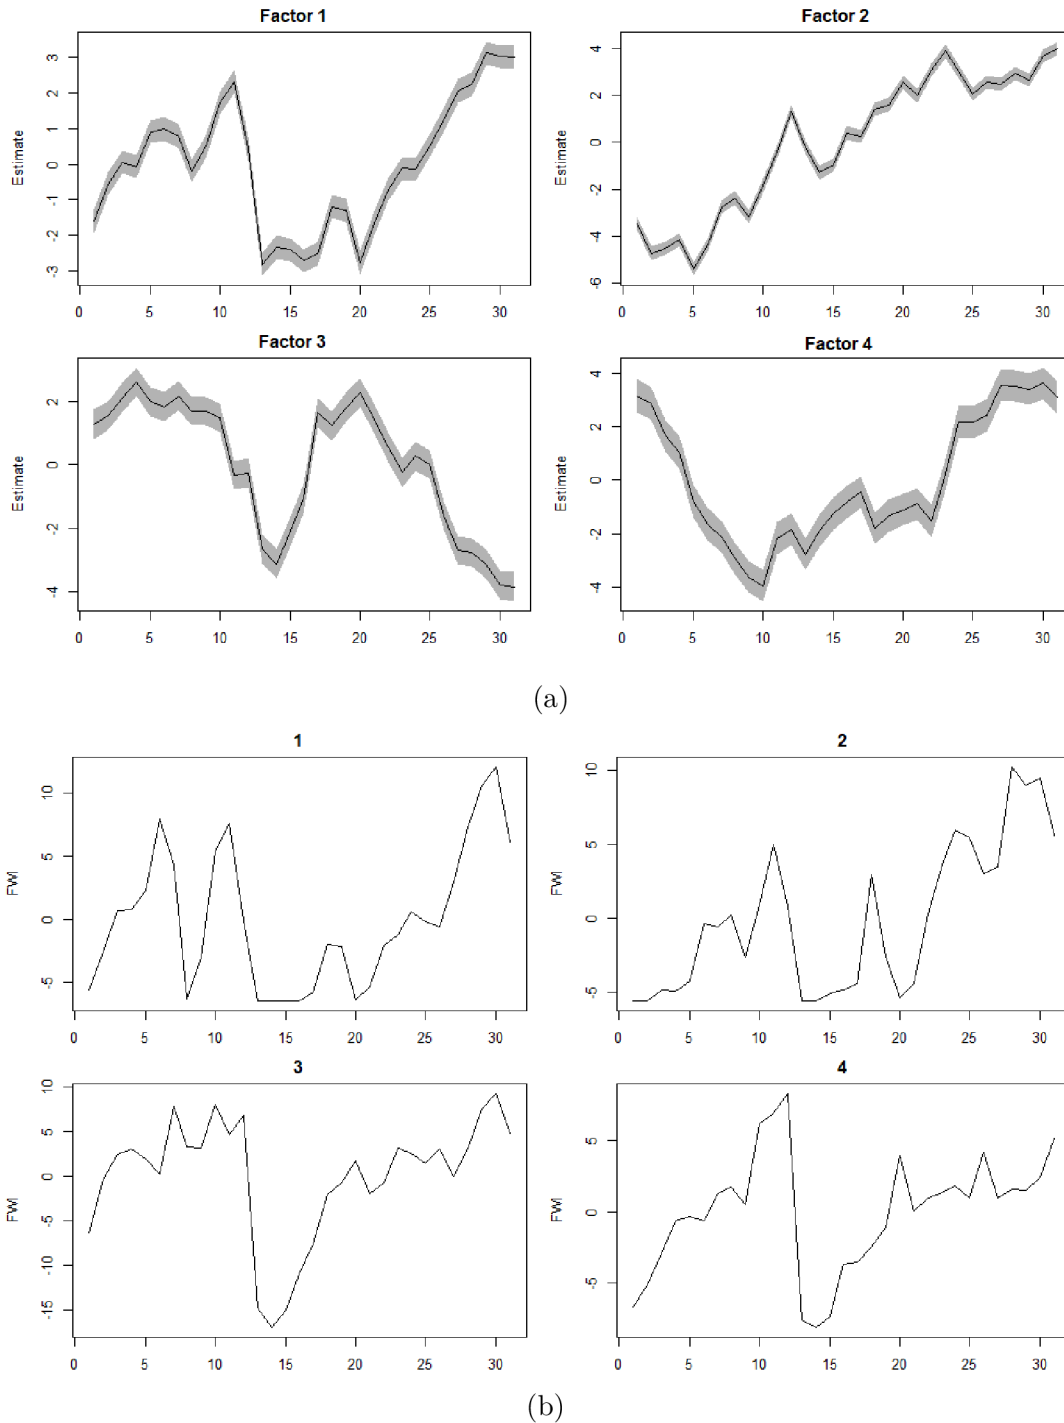 Factor 1 Factor 2
Estimate -3 -2 -1 0 1 2 3 Estimate -6 -4 -2 0 2 4
0 5 10 15 20 25 30 0 5 10 15 20 25 30
Factor 3 Factor 4
Estimate -4 -2 0 2 Estimate -4 -2 0 2 4
0 5 10 15 20 25 30 0 5 10 15 20 25 30
(a)
1 2
FWI -5 0 5 10 FWI -5 0 5 10
0 5 10 15 20 25 30 0 5 10 15 20 25 30
3 4
FWI -15 -10 -5 0 5 10 FWI -5 0 5
0 5 10 15 20 25 30 0 5 10 15 20 25 30
(b)